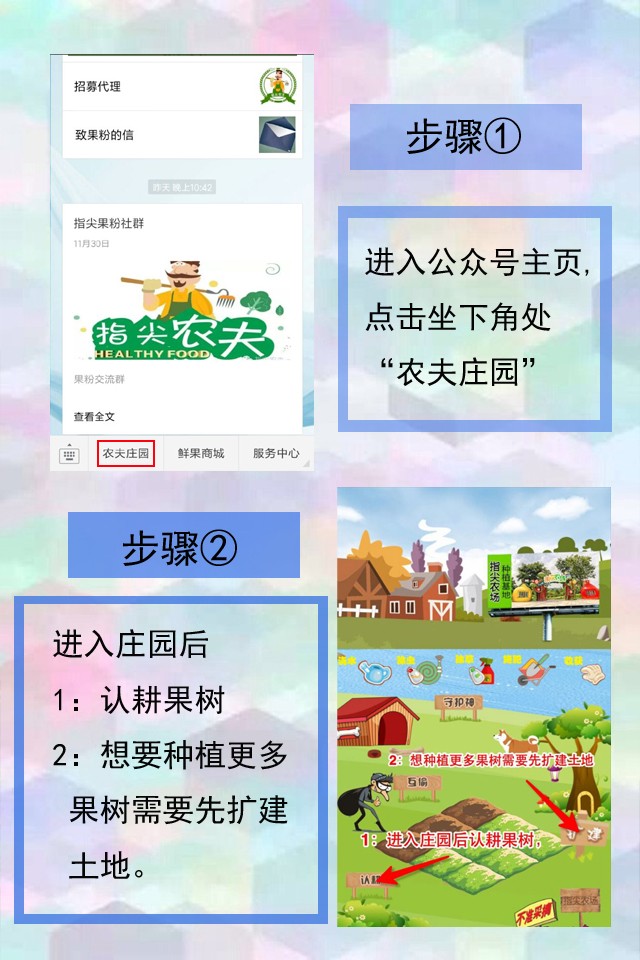 招募代理
致果粉的信
昨天 晚上10:42
指尖果粉社群
11月30日
指尖农夫
HEALTHY FOOD
果粉交流群
查看全文
农夫庄园
鲜果商城
服务中心
步骤①
进入公众号主页,
点击坐下角处
“农夫庄园”
步骤②
进入庄园后
1：认耕果树
2：想要种植更多
果树需要先扩建
土地。
指尖农场
种植基地
守护神
2：想种植更多果树需要先扩建土地
互偷
1：进入庄园后认耕果树，
建
认耕
不准采摘
指尖农场